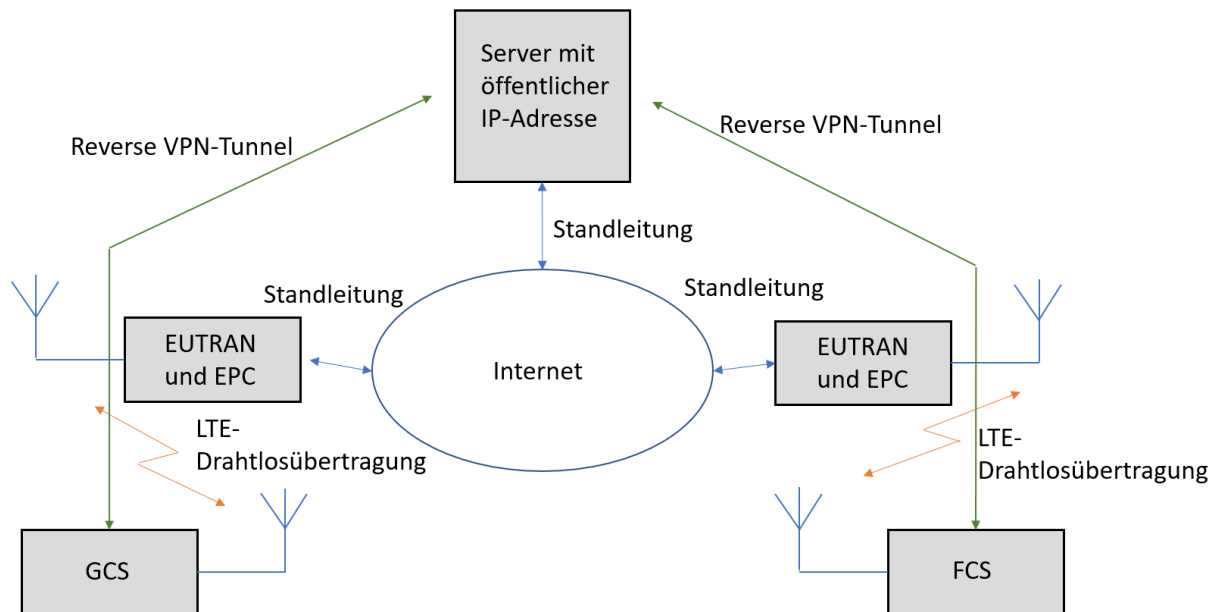 Server mit
öffentlicher
IP-Adresse
Reverse VPN-Tunnel
Reverse VPN-Tunnel
Standleitung
Standleitung
Standleitung
EUTRAN
und EPC
Internet
EUTRAN
und EPC
LTE-
Drahtlosübertragung
LTE-
Drahtlosübertragung
GCS
FCS